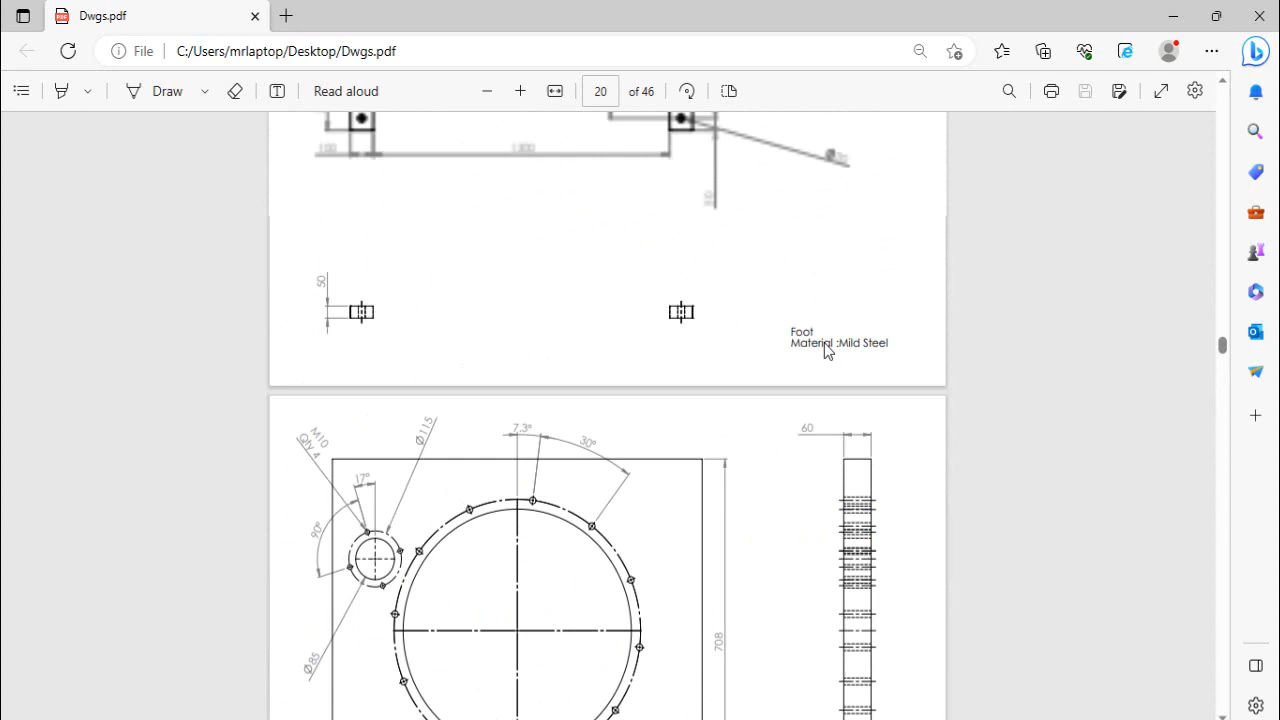 Dwgs.pdf
File C:/Users/mrlaptop/Desktop/Dwgs.pdf
Draw
Read aloud
20 of 46
50
Foot
Material :Mild Steel
M10
Qty 4
Ø115
7.3°
30°
60
17°
90°
708
Ø85